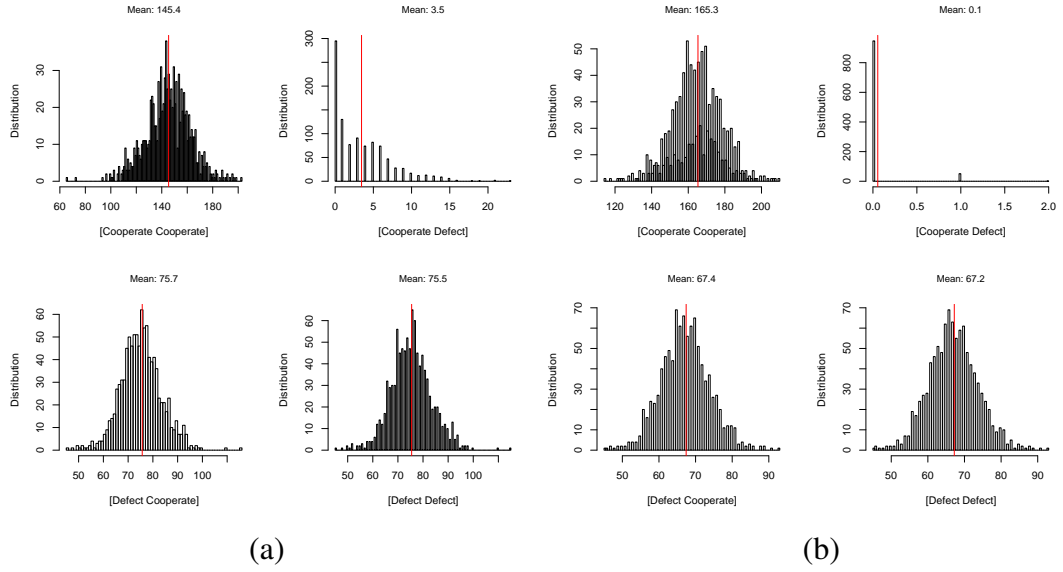 Mean: 145.4
Distribution
0 10 20 30
60 80 100 120 140 160 180
[Cooperate Cooperate]
Mean: 3.5
Distribution
0 50 100 150 200 250 300
0 5 10 15 20
[Cooperate Defect]
Mean: 165.3
Distribution
0 10 20 30 40 50
120 140 160 180 200
[Cooperate Cooperate]
Mean: 0.1
Distribution
0 200 400 600 800
0.0 0.5 1.0 1.5 2.0
[Cooperate Defect]
Mean: 75.7
Distribution
0 10 20 30 40 50 60
50 60 70 80 90 100
[Defect Cooperate]
Mean: 75.5
Distribution
0 10 20 30 40 50 60
50 60 70 80 90 100
[Defect Defect]
Mean: 67.4
Distribution
0 10 30 50 70
50 60 70 80 90
[Defect Cooperate]
Mean: 67.2
Distribution
0 10 30 50 70
50 60 70 80 90
[Defect Defect]
(a)
(b)